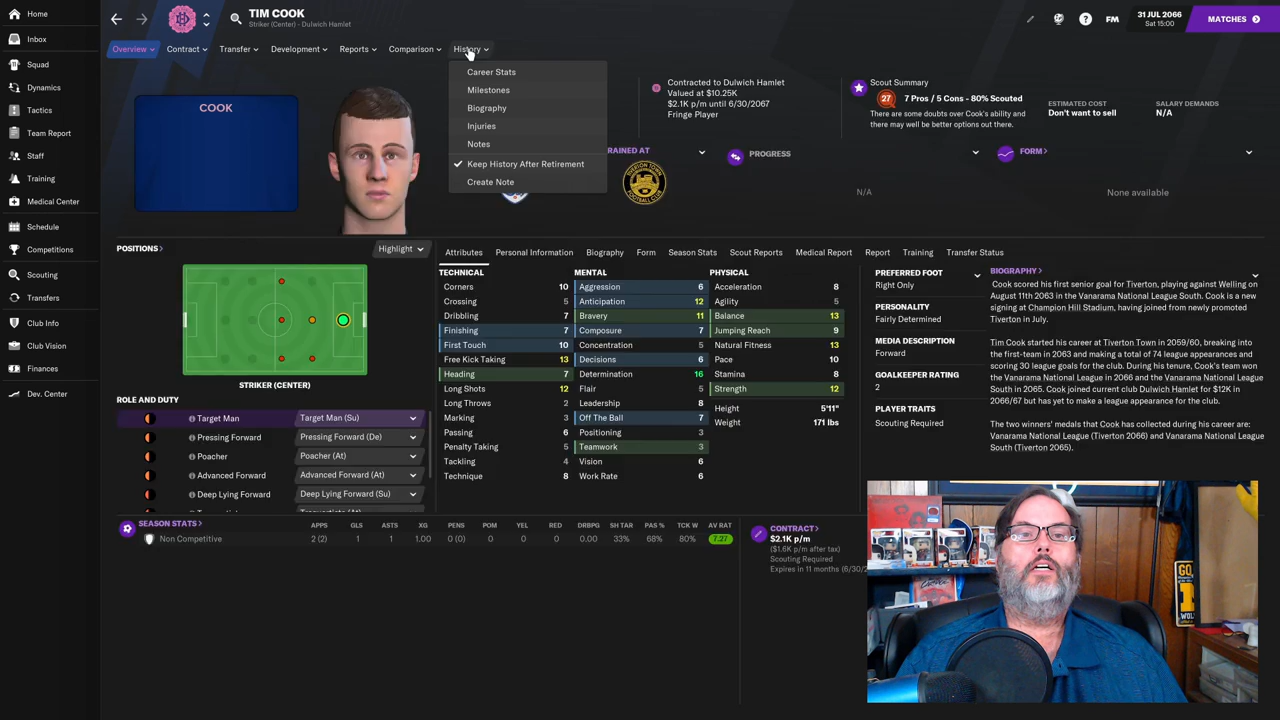 Home
Inbox
Squad
Dynamics
Tactics
Team Report
Staff
Training
Medical Center
Schedule
Competitions
Scouting
Transfers
Club Info
Club Vision
Finances
Dev. Center
TIM COOK
Striker (Center) - Dulwich Hamlet
FM
31 JUL 2066
Sat 15:00
MATCHES
Overview
Contract
Transfer
Development
Reports
Comparison
History
Career Stats
Milestones
Biography
Injuries
Notes
Keep History After Retirement
Create Note
COOK
Contracted to Dulwich Hamlet
Valued at $10.25K
$2.1K p/m until 6/30/2067
Fringe Player
Scout Summary
27
7 Pros / 5 Cons - 80% Scouted
There are some doubts over Cook's ability and
there may well be better options out there.
ESTIMATED COST
Don't want to sell
SALARY DEMANDS
N/A
RAINED AT
PROGRESS
N/A
FORM
None available
POSITIONS
Highlight
STRIKER (CENTER)
ROLE AND DUTY
Target Man
Target Man (Su)
Pressing Forward
Pressing Forward (De)
Poacher
Poacher (At)
Advanced Forward
Advanced Forward (At)
Deep Lying Forward
Deep Lying Forward (Su)
Attributes
Personal Information
Biography
Form
Season Stats
Scout Reports
Medical Report
Report
Training
Transfer Status
TECHNICAL
Corners 10
Crossing 5
Dribbling 7
Finishing 7
First Touch 10
Free Kick Taking 13
Heading 7
Long Shots 12
Long Throws 2
Marking 3
Passing 6
Penalty Taking 5
Tackling 4
Technique 8
MENTAL
Aggression 6
Anticipation 12
Bravery 11
Composure 7
Concentration 5
Decisions 6
Determination 16
Flair 5
Leadership 8
Off The Ball 7
Positioning 3
Teamwork 3
Vision 6
Work Rate 6
PHYSICAL
Acceleration 8
Agility 5
Balance 13
Jumping Reach 9
Natural Fitness 13
Pace 10
Stamina 8
Strength 12
Height 5'11"
Weight 171 lbs
PREFERRED FOOT
Right Only
PERSONALITY
Fairly Determined
MEDIA DESCRIPTION
Forward
GOALKEEPER RATING
2
PLAYER TRAITS
Scouting Required
BIOGRAPHY
Cook scored his first senior goal for Tiverton, playing against Welling on
August 11th 2063 in the Vanarama National League South. Cook is a new
signing at Champion Hill Stadium, having joined from newly promoted
Tiverton in July.
Tim Cook started his career at Tiverton Town in 2059/60, breaking into
the first-team in 2063 and making a total of 74 league appearances and
scoring 30 league goals for the club. During his tenure, Cook's team won
the Vanarama National League in 2066 and the Vanarama National League
South in 2065. Cook joined current club Dulwich Hamlet for $12K in
2066/67 but has yet to make a league appearance for the club.
The two winners' medals that Cook has collected during his career are:
Vanarama National League (Tiverton 2066) and Vanarama National League
South (Tiverton 2065).
SEASON STATS
APPS GLS ASTS XG PENS POM YEL RED DRBPG SH TAR PAS % TCK W AV RAT
Non Competitive 2 (2) 1 1 1.00 0 (0) 0 0 0 0.00 33% 68% 80% 7.27
CONTRACT
$2.1K p/m
($1.6K p/m after tax)
Scouting Required
Expires in 11 months (6/30/2